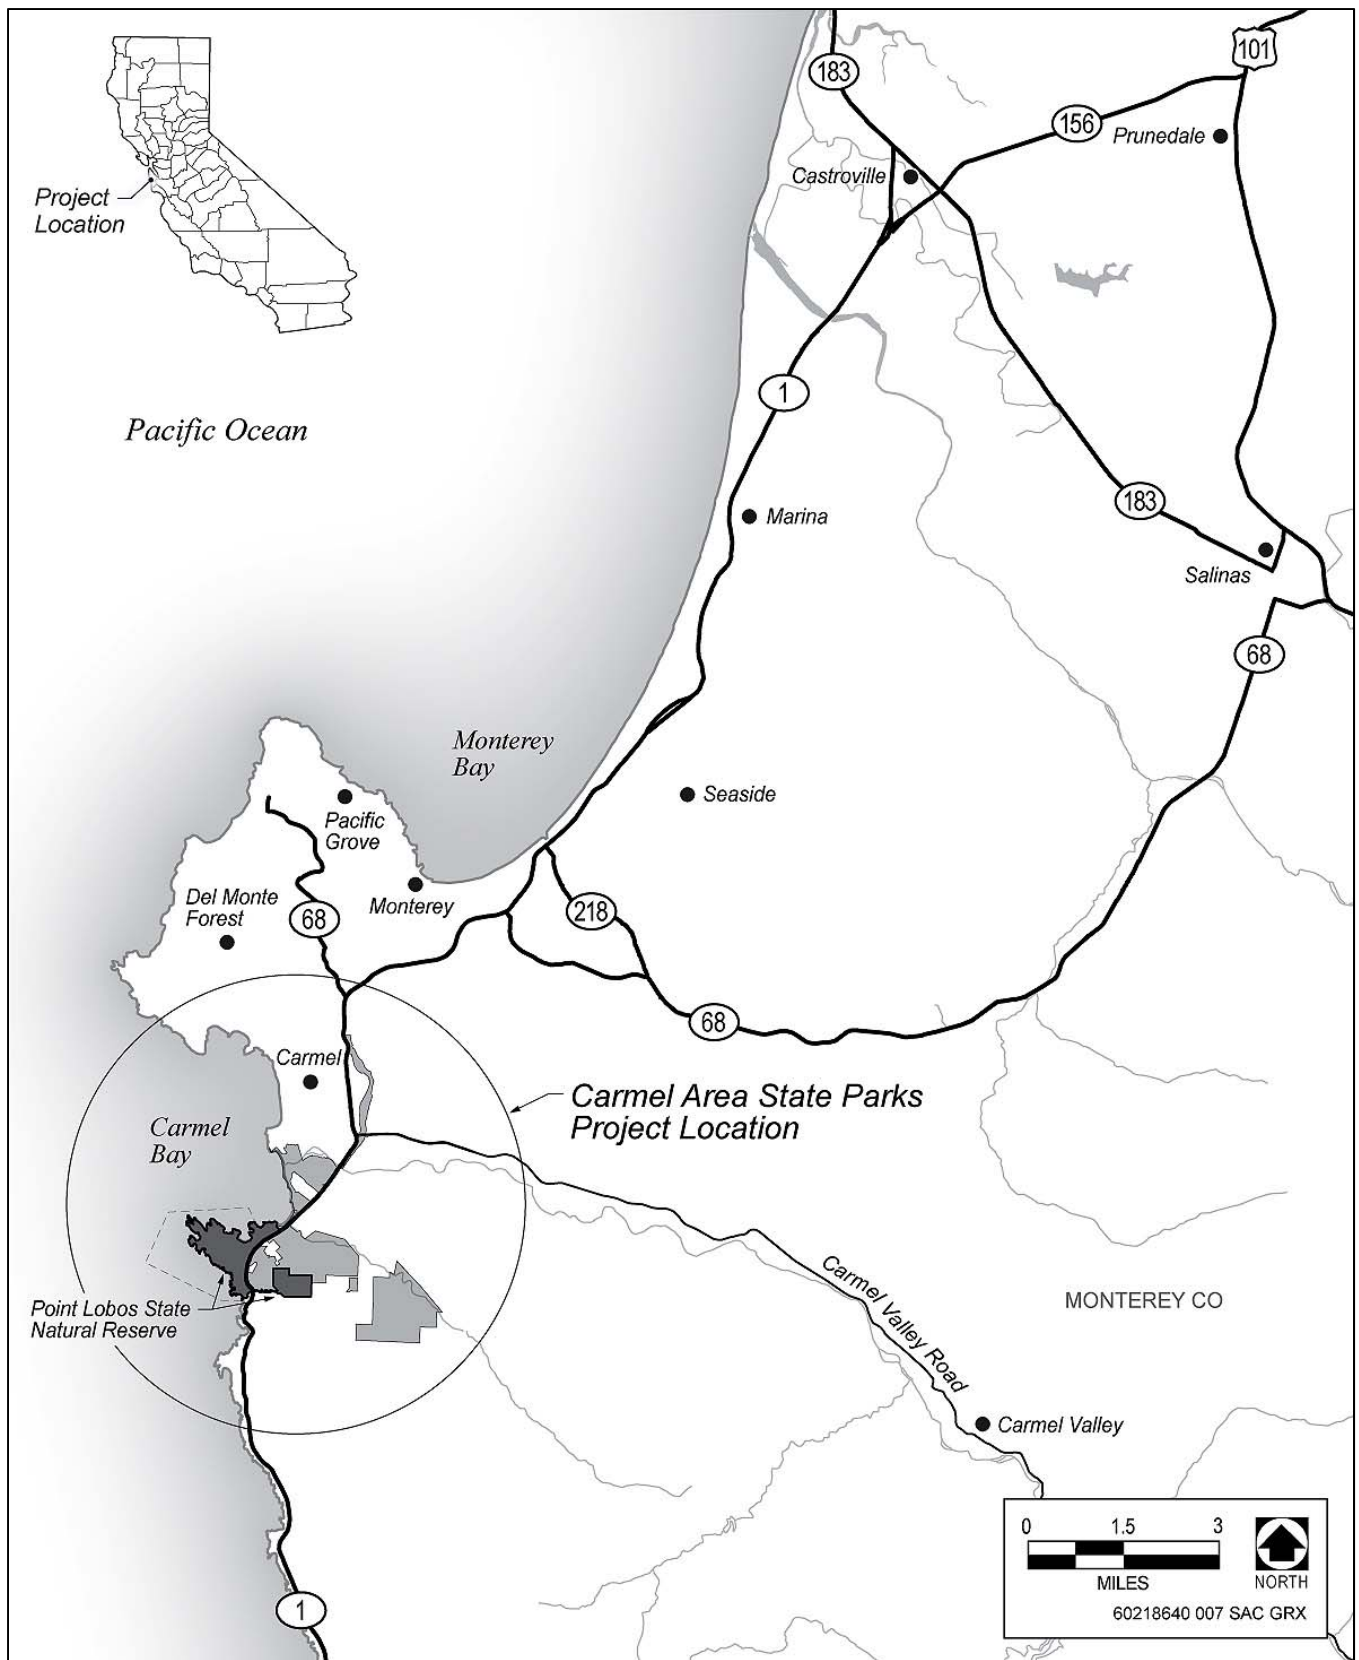 183
101
156
Prunedale
Castroville
Project
Location
1
Pacific Ocean
Marina
183
Salinas
68
Monterey
Bay
Seaside
Pacific
Grove
Del Monte
Forest
Monterey
68
218
68
Carmel
Carmel Area State Parks
Project Location
Carmel
Bay
Carmel Valley Road
MONTEREY CO
Point Lobos State
Natural Reserve
Carmel Valley
0 1.5 3
MILES
NORTH
60218640 007 SAC GRX
1